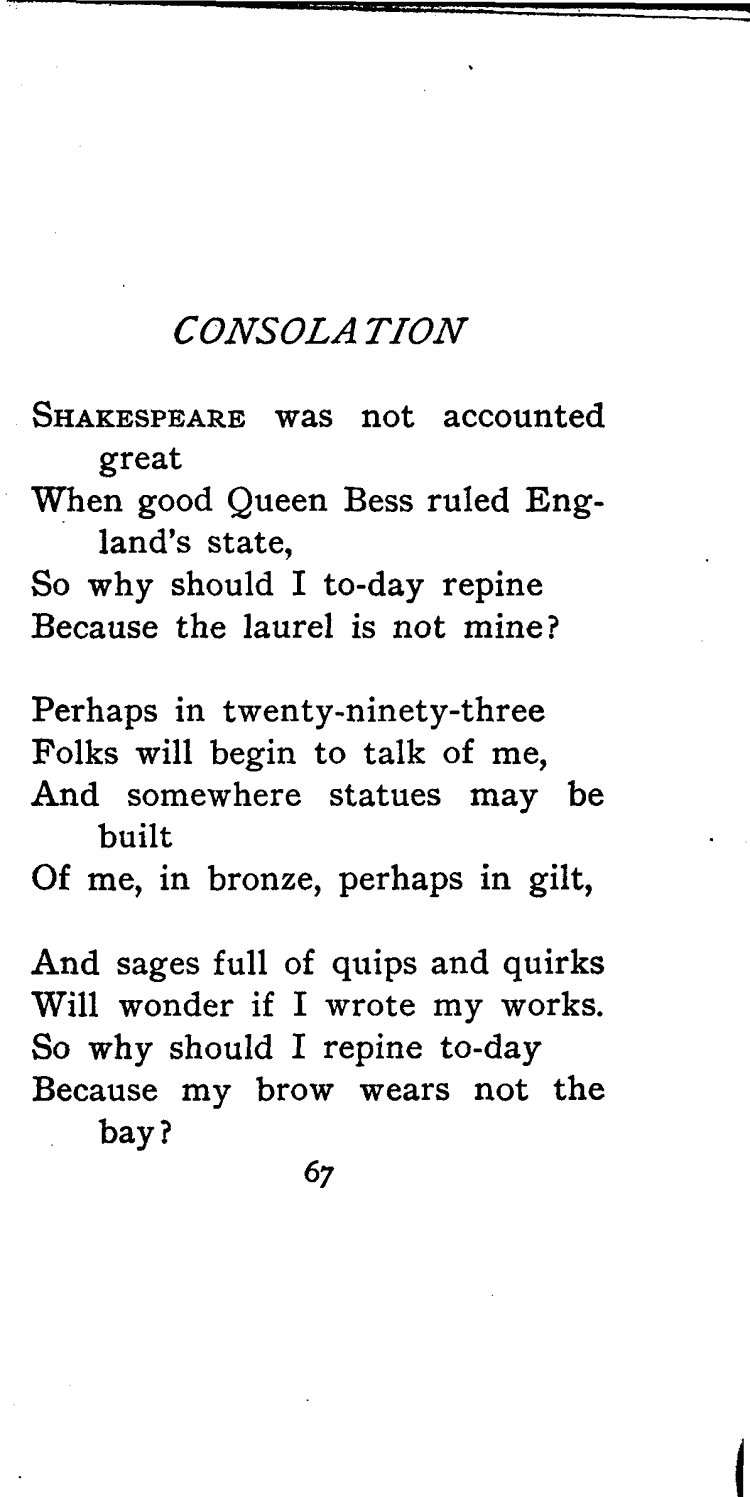 CONSOLATION
SHAKESPEARE was not accounted
great
When good Queen Bess ruled Eng-
land's state,
So why should I to-day repine
Because the laurel is not mine?
Perhaps in twenty-ninety-three
Folks will begin to talk of me,
And somewhere statues may be
built
Of me, in bronze, perhaps in gilt,
And sages full of quips and quirks
Will wonder if I wrote my works.
So why should I repine to-day
Because my brow wears not the
bay?
67